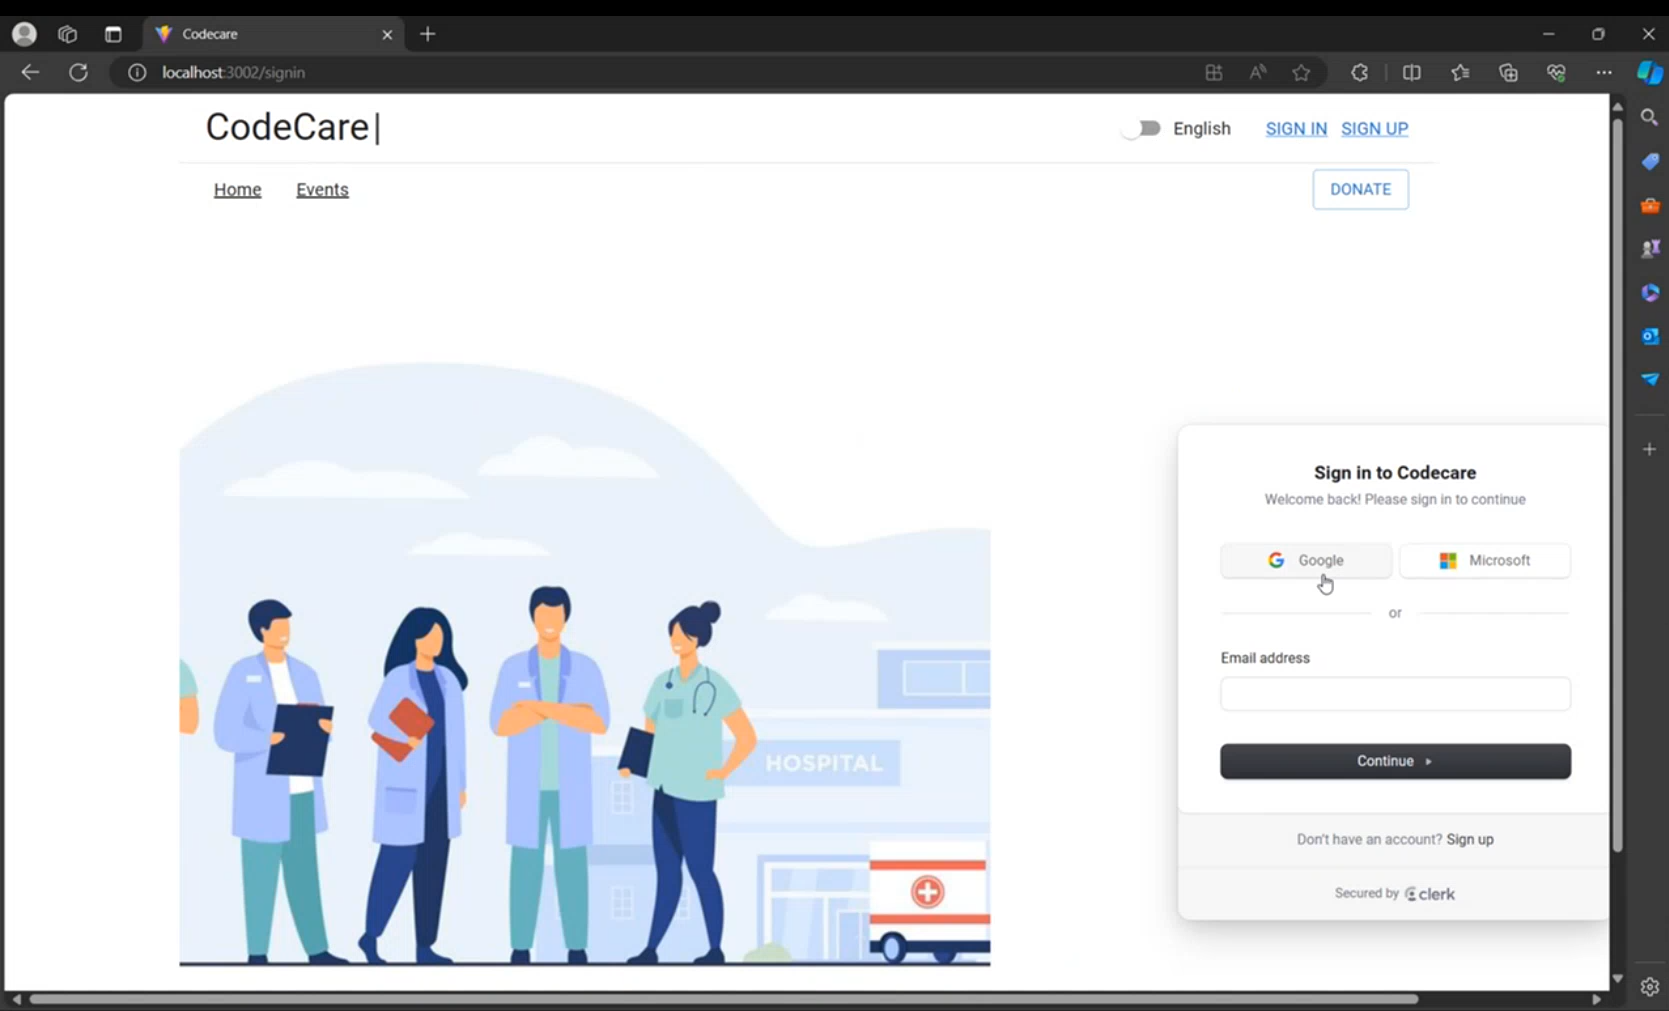 Codecare
localhost:3002/signin
CodeCare|
English SIGN IN SIGN UP
Home Events
DONATE
Sign in to Codecare
Welcome back! Please sign in to continue
Google Microsoft
or
Email address
HOSPITAL
Continue
Don't have an account? Sign up
Secured by clerk